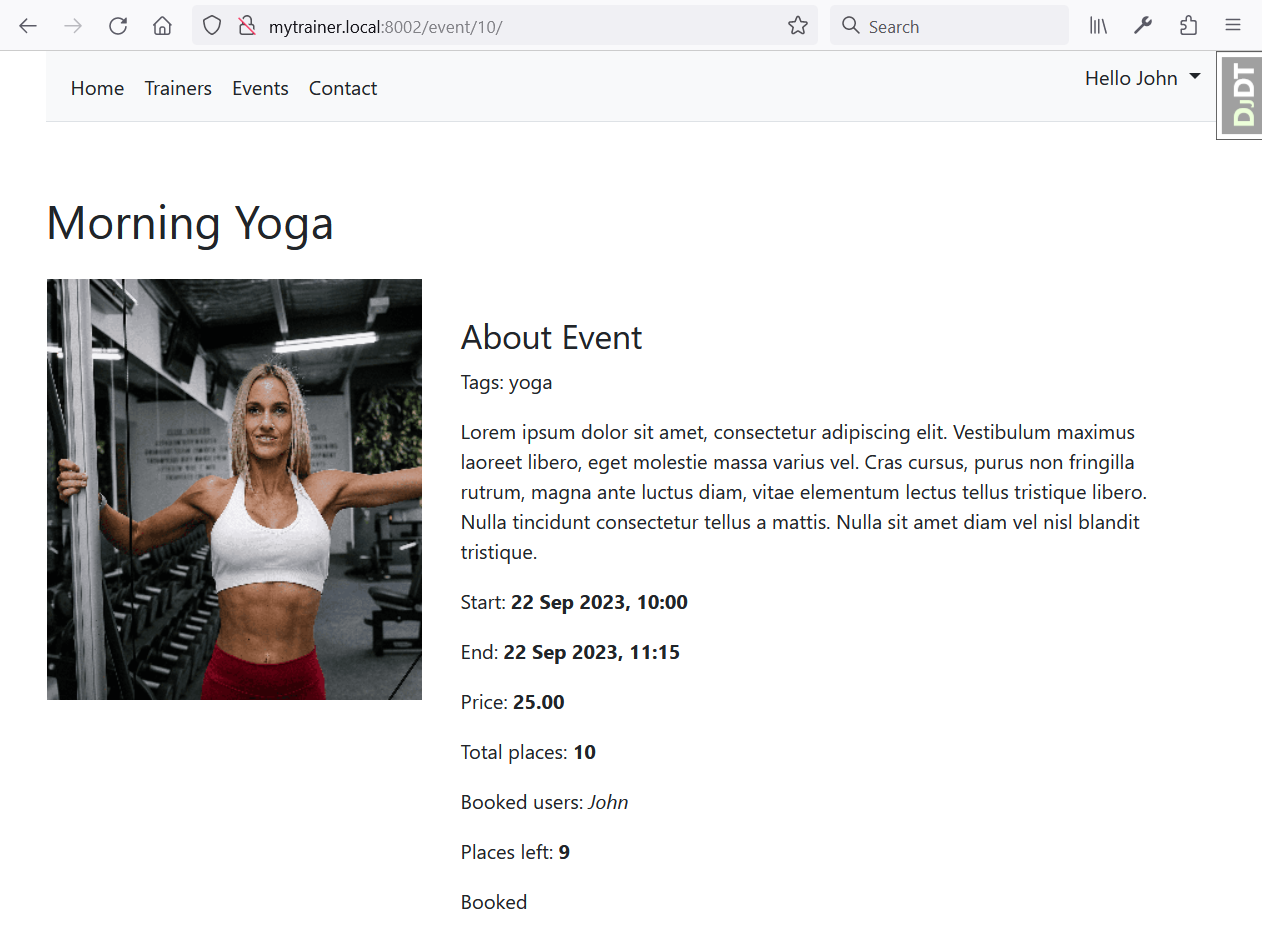 mytrainer.local:8002/event/10/
Search
Home Trainers Events Contact
Hello John
DJDT
Morning Yoga
About Event
Tags: yoga
Lorem ipsum dolor sit amet, consectetur adipiscing elit. Vestibulum maximus
laoreet libero, eget molestie massa varius vel. Cras cursus, purus non fringilla
rutrum, magna ante luctus diam, vitae elementum lectus tellus tristique libero.
Nulla tincidunt consectetur tellus a mattis. Nulla sit amet diam vel nisl blandit
tristique.
Start: 22 Sep 2023, 10:00
End: 22 Sep 2023, 11:15
Price: 25.00
Total places: 10
Booked users: John
Places left: 9
Booked